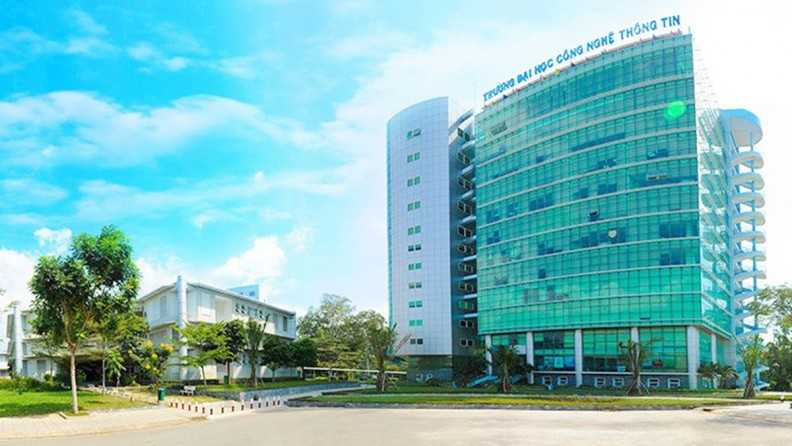 TRƯỜNG ĐẠI HỌC CÔNG NGHỆ THÔNG TIN